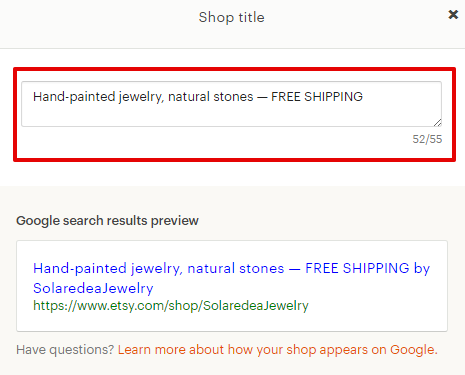 Shop title
Hand-painted jewelry, natural stones — FREE SHIPPING
52/55
Google search results preview
Hand-painted jewelry, natural stones — FREE SHIPPING by
SolaredeaJewelry
https://www.etsy.com/shop/SolaredeaJewelry
Have questions? Learn more about how your shop appears on Google.